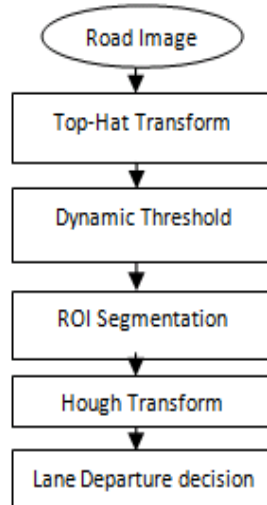 Road Image
Top-Hat Transform
Dynamic Threshold
ROI Segmentation
Hough Transform
Lane Departure decision